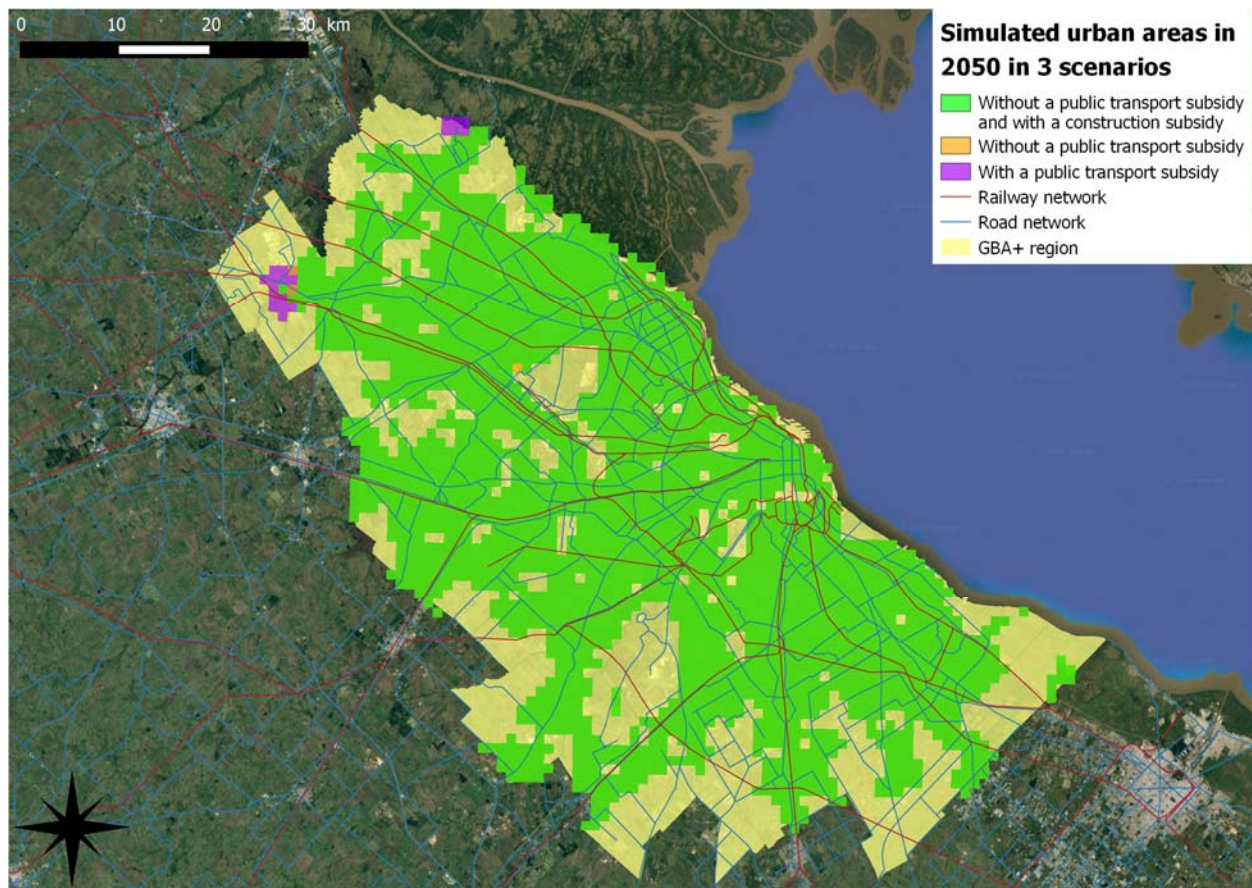 0 10 20 30 km
Simulated urban areas in
2050 in 3 scenarios
Without a public transport subsidy
and with a construction subsidy
Without a public transport subsidy
With a public transport subsidy
Railway network
Road network
GBA+ region